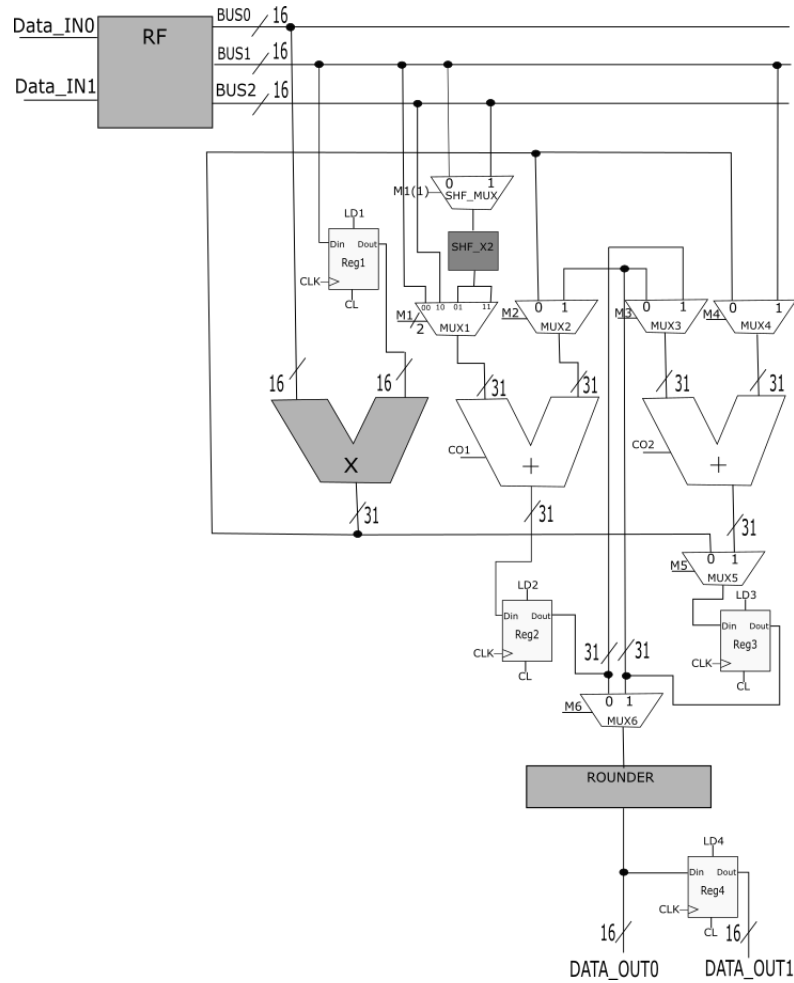 Data_IN0
RF
BUS0
16
BUS1
16
Data_IN1
BUS2
16
M1(1)
0 1
SHF_MUX
LD1
Din Dout
Reg1
CLK
CL
SHF_X2
M1
2
00 10 01 11
MUX1
M2
0 1
MUX2
M3
0 1
MUX3
M4
0 1
MUX4
16
16
31
31
31
31
X
CO1
+
CO2
+
31
31
31
M5
0 1
MUX5
LD2
Din Dout
Reg2
CLK
CL
LD3
Din Dout
Reg3
CLK
CL
31
31
M6
0 1
MUX6
ROUNDER
LD4
Din Dout
Reg4
CLK
CL
16
16
DATA_OUT0
DATA_OUT1